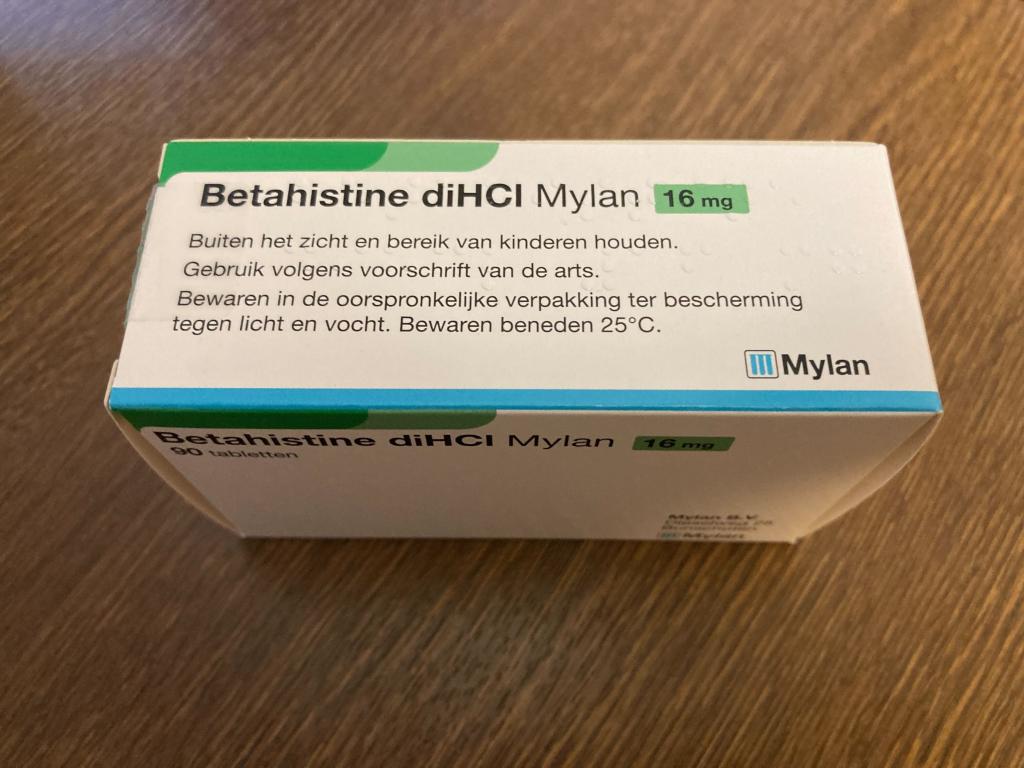 Betahistine diHCl Mylan 16 mg
Buiten het zicht en bereik van kinderen houden.
Gebruik volgens voorschrift van de arts.
Bewaren in de oorspronkelijke verpakking ter bescherming
tegen licht en vocht. Bewaren beneden 25°C.
Mylan
Betahistine diHCl Mylan 16 mg
90 tabletten
Mylan B.V.
Mylan